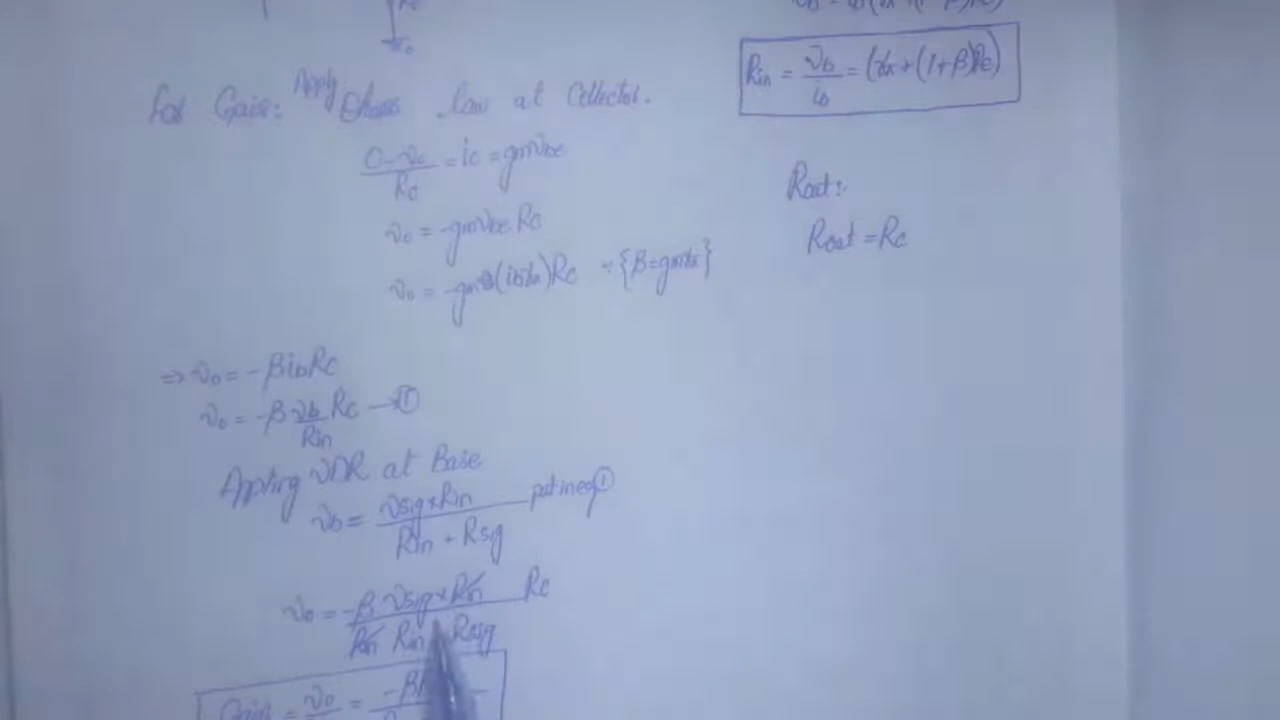 Rin = vb/ib = (rπ+(1+β)Re)
For Gain: Apply Ohms law at Collector.
0-vo/Rc = ic = gmvbe
vo = -gmvbe Rc
vo = -gm(ibrπ)Rc ∵{β=gmrπ}
Rout:
Rout = Rc
⇒ vo = -βibRc
vo = -β vb/Rin Rc —①
Appling VDR at Base
vb = vsig×Rin/Rin + Rsig put in eq①
vo = -β vsig×Rin/Rin Rin Rsig Rc
Gain = vo/ = -β